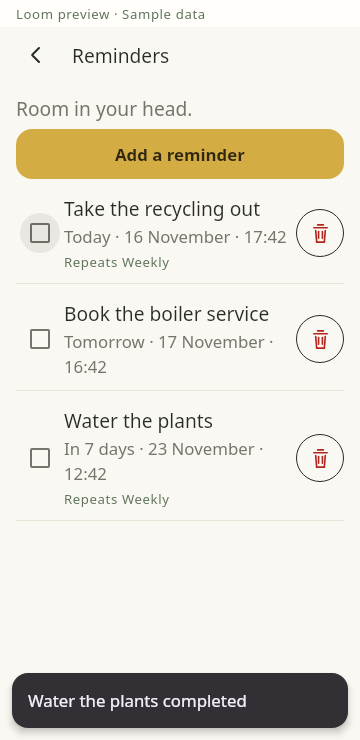 Loom preview · Sample data
Reminders
Room in your head.
Add a reminder
Take the recycling out
Today · 16 November · 17:42
Repeats Weekly
Book the boiler service
Tomorrow · 17 November ·
16:42
Water the plants
In 7 days · 23 November ·
12:42
Repeats Weekly
Water the plants completed